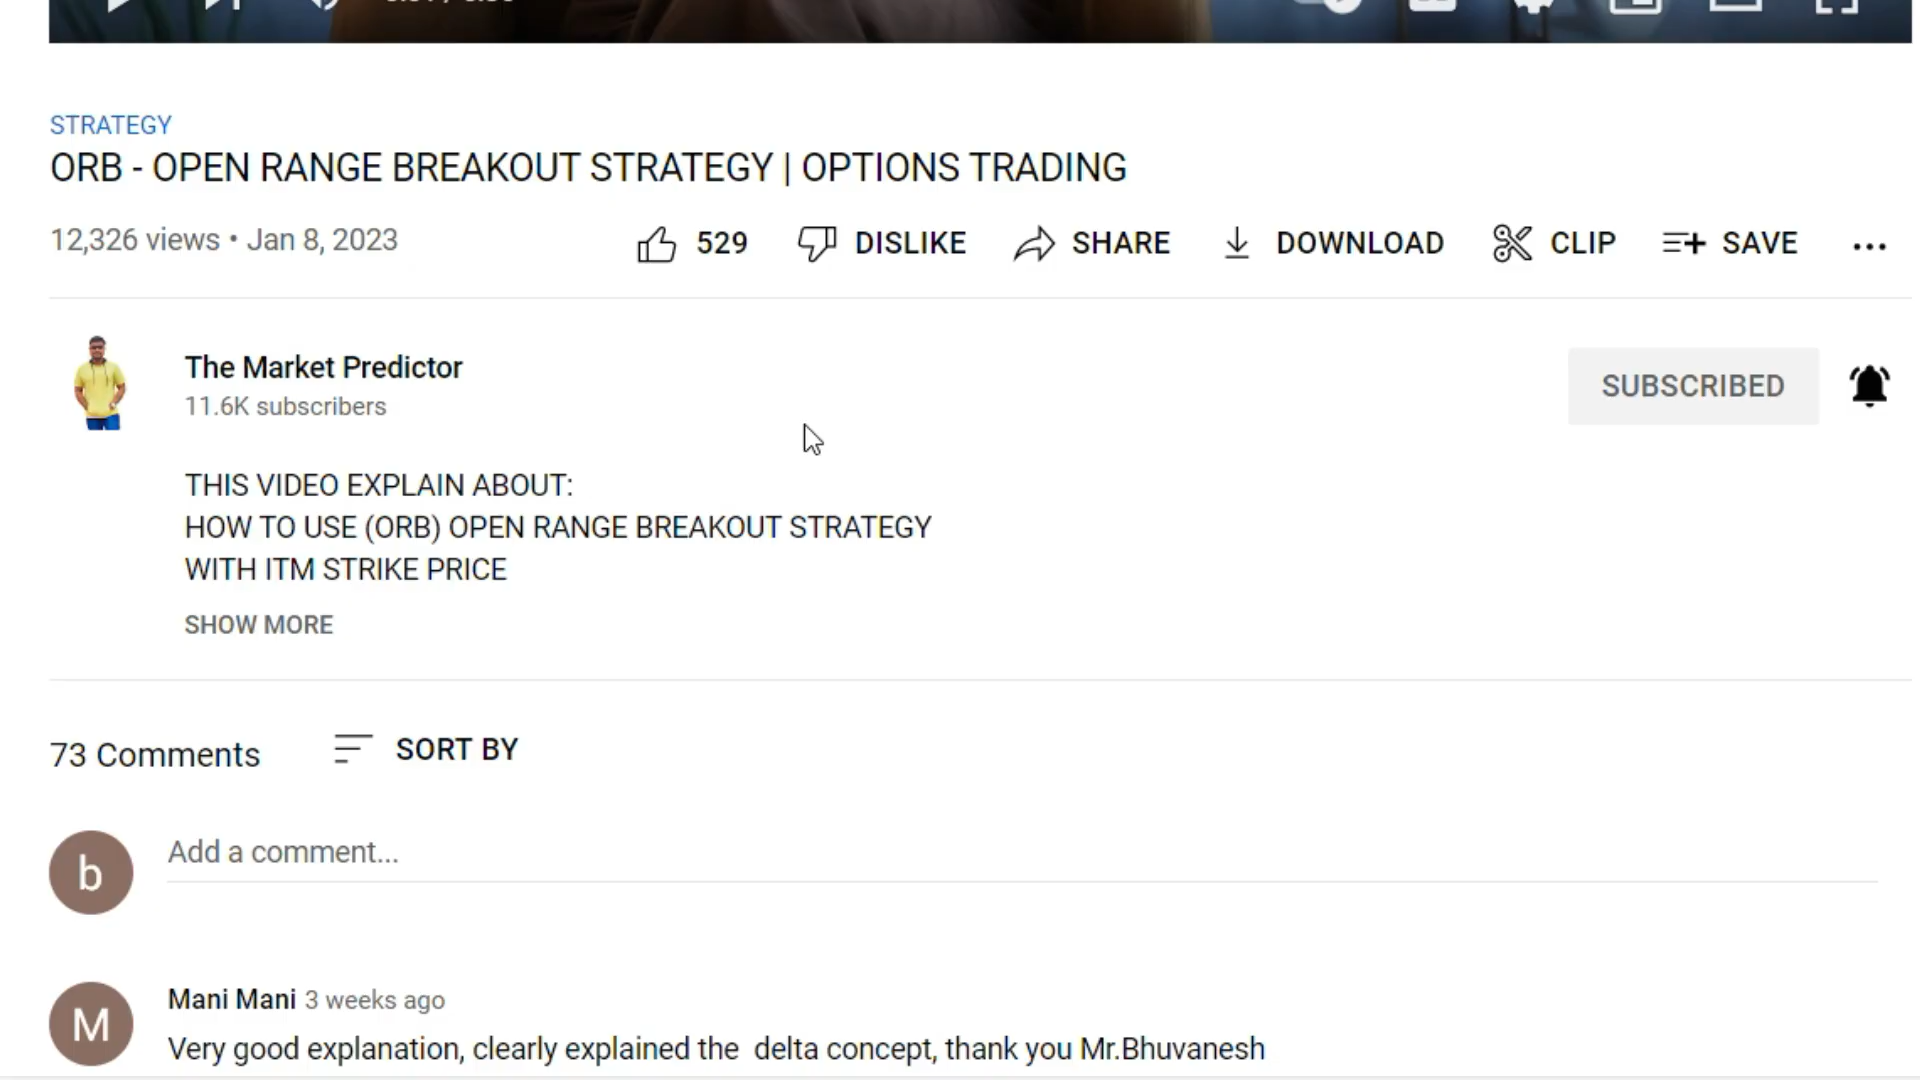 STRATEGY
ORB - OPEN RANGE BREAKOUT STRATEGY | OPTIONS TRADING
12,326 views • Jan 8, 2023 529 DISLIKE SHARE DOWNLOAD CLIP SAVE ...
The Market Predictor
11.6K subscribers
SUBSCRIBED
THIS VIDEO EXPLAIN ABOUT:
HOW TO USE (ORB) OPEN RANGE BREAKOUT STRATEGY
WITH ITM STRIKE PRICE
SHOW MORE
73 Comments SORT BY
b
Add a comment...
M
Mani Mani 3 weeks ago
Very good explanation, clearly explained the  delta concept, thank you Mr.Bhuvanesh